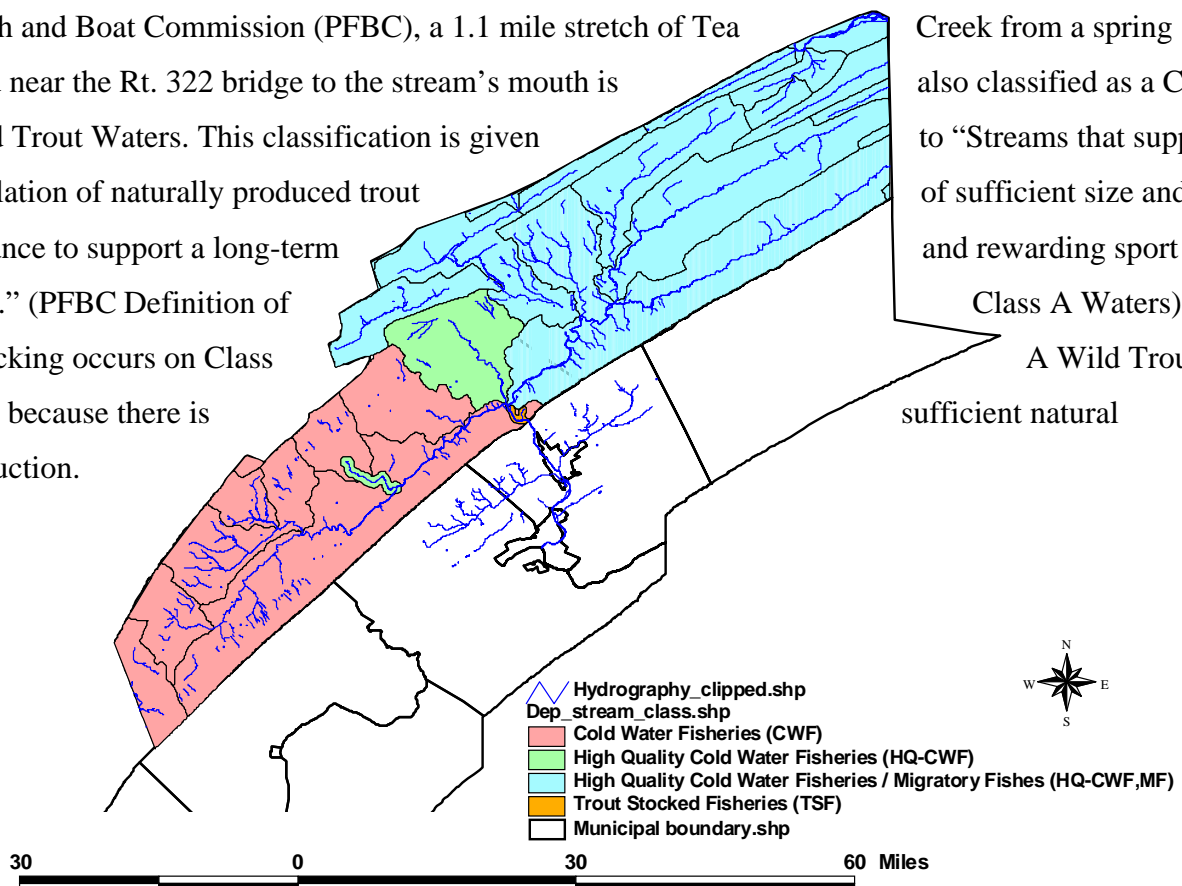 h and Boat Commission (PFBC), a 1.1 mile stretch of Tea Creek from a spring
near the Rt. 322 bridge to the stream’s mouth is also classified as a C
d Trout Waters. This classification is given to “Streams that supp
lation of naturally produced trout of sufficient size and
ance to support a long-term and rewarding sport
.” (PFBC Definition of Class A Waters)
cking occurs on Class A Wild Trou
because there is sufficient natural
uction.
N
W E
S
Hydrography_clipped.shp
Dep_stream_class.shp
Cold Water Fisheries (CWF)
High Quality Cold Water Fisheries (HQ-CWF)
High Quality Cold Water Fisheries / Migratory Fishes (HQ-CWF,MF)
Trout Stocked Fisheries (TSF)
Municipal boundary.shp
30 0 30 60 Miles